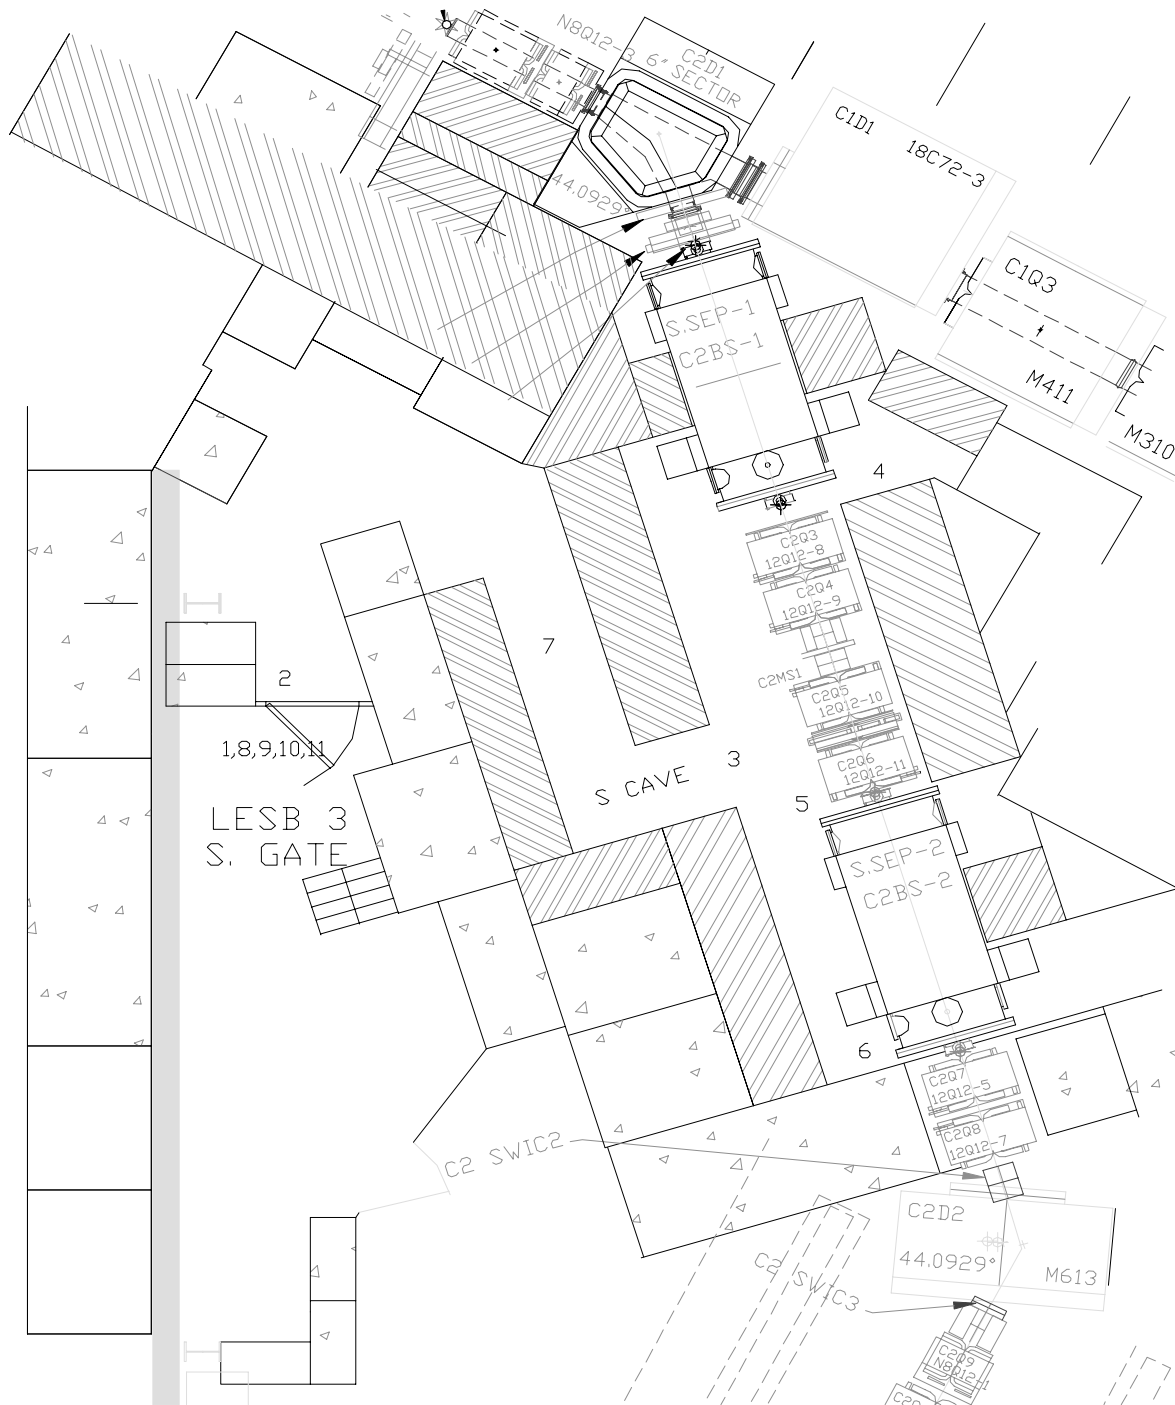 N8Q12-3 6° SECTOR
C2D1
C1D1
18C72-3
44.0929°
C1Q3
M411
M310
S.SEP-1
C2BS-1
4
C2Q3
12Q12-8
C2Q4
12Q12-9
7
C2MS1
C2Q5
12Q12-10
2
1,8,9,10,11
3
S CAVE
C2Q6
12Q12-11
5
LESB 3
S. GATE
S.SEP-2
C2BS-2
6
C2Q7
12Q12-5
C2Q8
12Q12-7
C2 SWIC2
C2D2
44.0929°
M613
C2 SWIC3
C2Q9
N8Q12-1